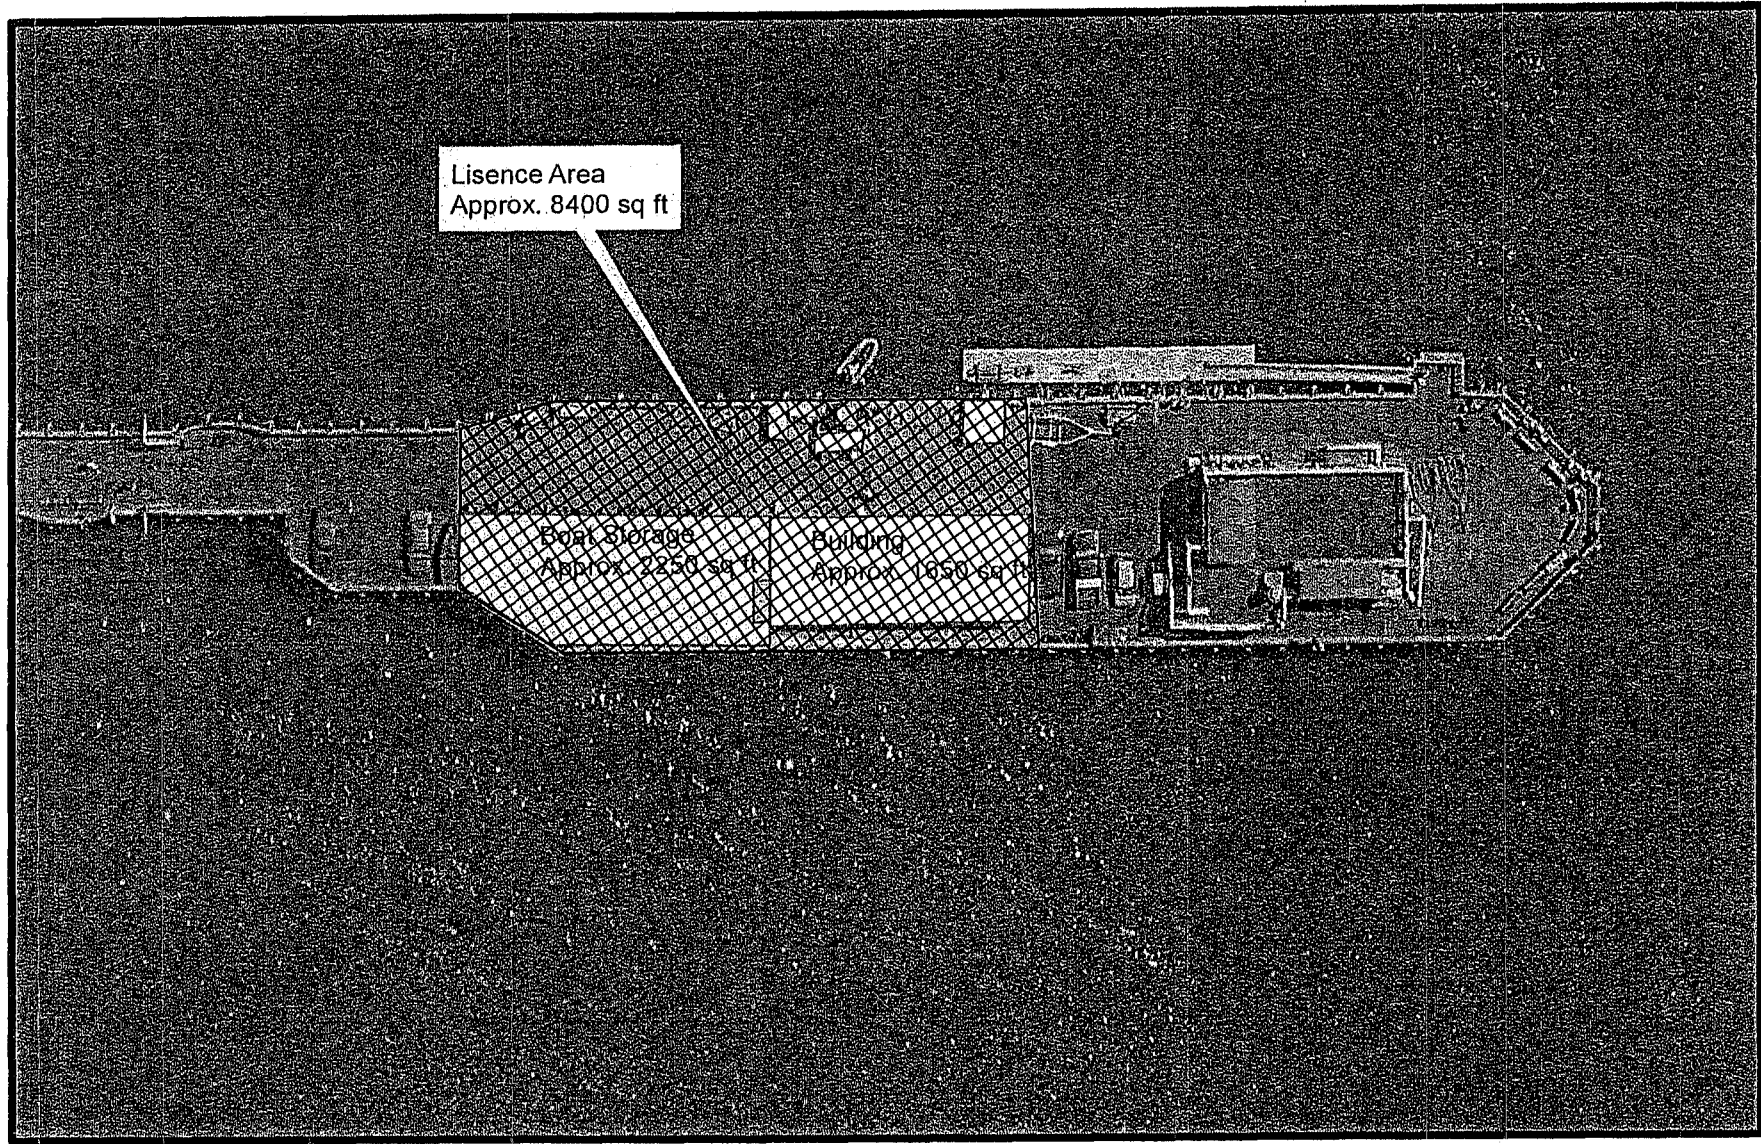 Lisence Area
Approx. 8400 sq ft
Boat Storage
Approx. 2250 sq ft
Building
Approx. 1650 sq ft